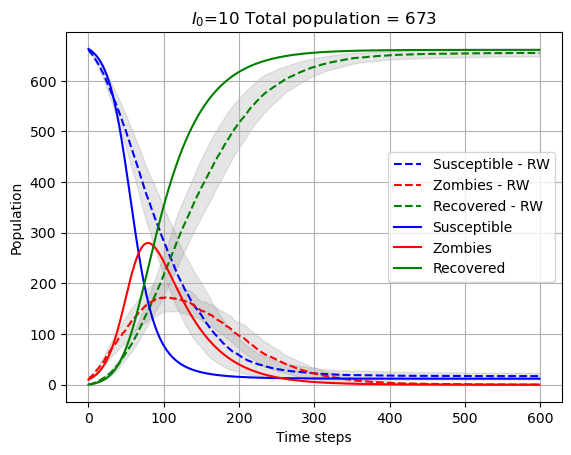 I₀=10 Total population = 673
Population
600
500
400
300
200
100
0
Susceptible - RW
Zombies - RW
Recovered - RW
Susceptible
Zombies
Recovered
0 100 200 300 400 500 600
Time steps